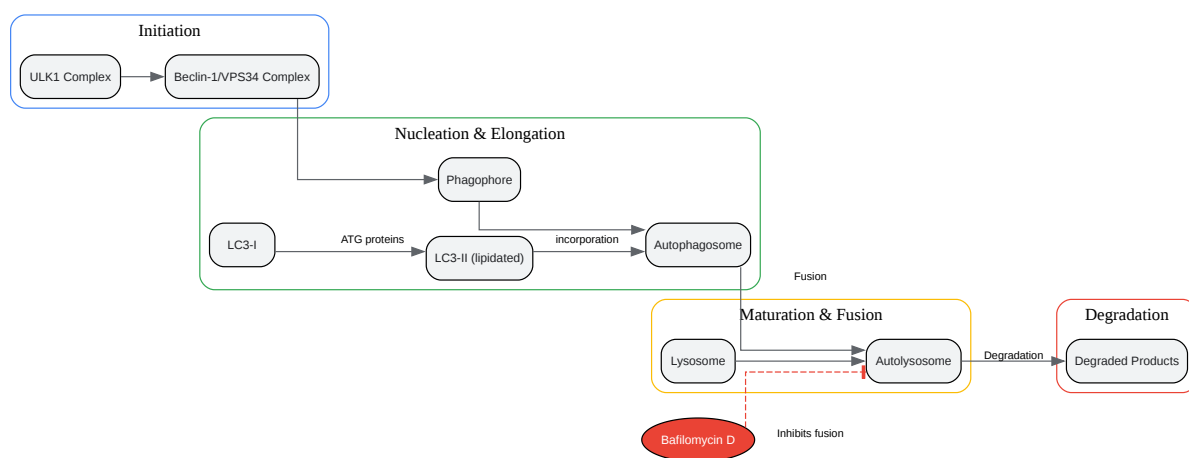 Initiation
ULK1 Complex
Beclin-1/VPS34 Complex
Nucleation & Elongation
Phagophore
LC3-I
ATG proteins
LC3-II (lipidated)
incorporation
Autophagosome
Fusion
Maturation & Fusion
Lysosome
Autolysosome
Degradation
Degradation
Degraded Products
Bafilomycin D
Inhibits fusion